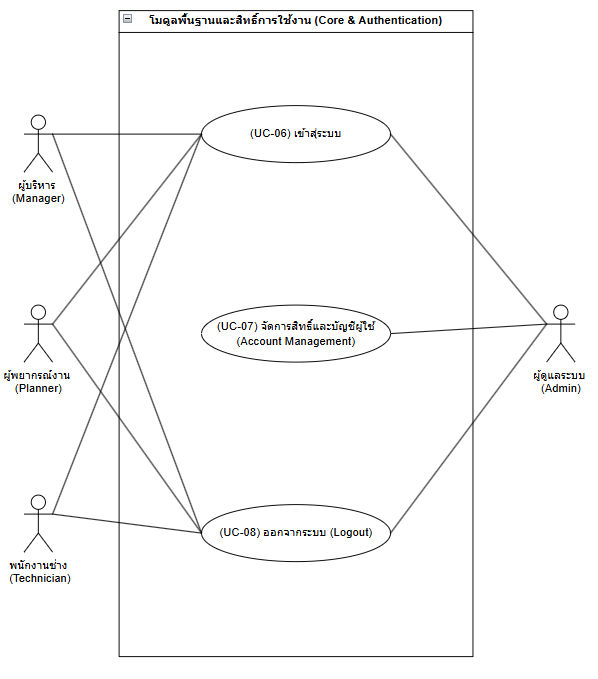 โมดูลพื้นฐานและสิทธิ์การใช้งาน (Core & Authentication)
(UC-06) เข้าสู่ระบบ
ผู้บริหาร
(Manager)
(UC-07) จัดการสิทธิ์และบัญชีผู้ใช้
(Account Management)
ผู้พยากรณ์งาน
(Planner)
ผู้ดูแลระบบ
(Admin)
(UC-08) ออกจากระบบ (Logout)
พนักงานช่าง
(Technician)